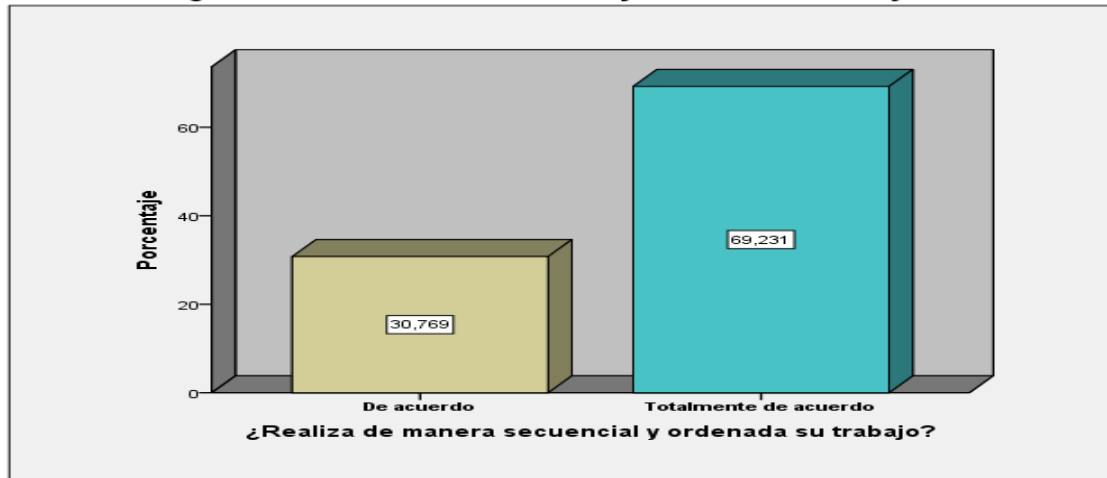 60
40
20
0
Porcentaje
69,231
30,769
De acuerdo
Totalmente de acuerdo
¿Realiza de manera secuencial y ordenada su trabajo?